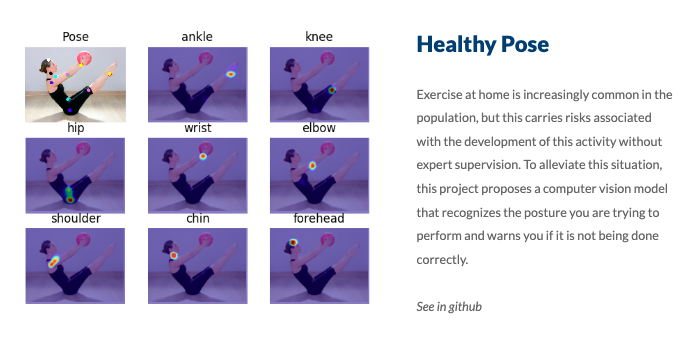 Pose
ankle
knee
hip
wrist
elbow
shoulder
chin
forehead
Healthy Pose
Exercise at home is increasingly common in the
population, but this carries risks associated
with the development of this activity without
expert supervision. To alleviate this situation,
this project proposes a computer vision model
that recognizes the posture you are trying to
perform and warns you if it is not being done
correctly.
See in github